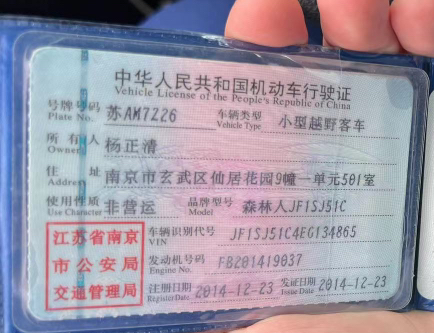 中华人民共和国机动车行驶证
Vehicle License of the People's Republic of China
号牌号码 苏AM7226 车辆类型 小型越野客车
Plate No. Vehicle Type
所有人 杨正清
Owner
住址 南京市玄武区仙居花园9幢一单元501室
Address
使用性质 非营运 品牌型号 森林人JF1SJ51C
Use Character Model
江苏省南京市公安局交通管理局
车辆识别代号 JF1SJ51C4EG134865
VIN
发动机号码 FB201419037
Engine No.
注册日期 2014-12-23 发证日期 2014-12-23
Register Date Issue Date